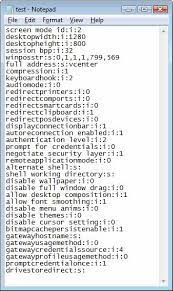 test - Notepad
File Edit Format View Help
screen mode id:i:2
desktopwidth:i:1280
desktopheight:i:800
session bpp:i:32
winposstr:s:0,1,1,1,799,569
full address:s:vcenter
compression:i:1
keyboardhook:i:2
audiomode:i:0
redirectprinters:i:0
redirectcomports:i:0
redirectsmartcards:i:0
redirectclipboard:i:1
redirectposdevices:i:0
displayconnectionbar:i:1
autoreconnection enabled:i:1
authentication level:i:2
prompt for credentials:i:0
negotiate security layer:i:1
remoteapplicationmode:i:0
alternate shell:s:
shell working directory:s:
disable wallpaper:i:0
disable full window drag:i:0
allow desktop composition:i:1
allow font smoothing:i:1
disable menu anims:i:0
disable themes:i:0
disable cursor setting:i:0
bitmapcachepersistenable:i:1
gatewayhostname:s:
gatewayusagemethod:i:0
gatewaycredentialssource:i:4
gatewayprofileusagemethod:i:0
promptcredentialonce:i:1
drivestoredirect:s: